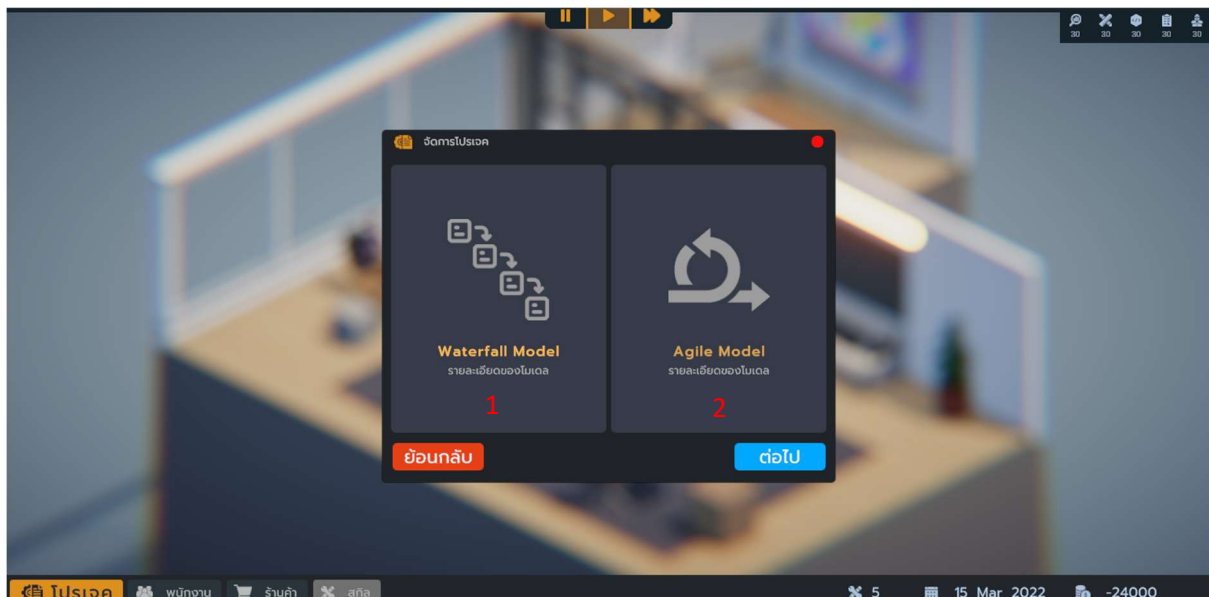 30 30 30 30 30
จัดการโปรเจค
Waterfall Model
รายละเอียดของโมเดล
1
Agile Model
รายละเอียดของโมเดล
2
ย้อนกลับ
ต่อไป
โปรเจค
พนักงาน
ร้านค้า
สกิล
5
15 Mar 2022
-24000